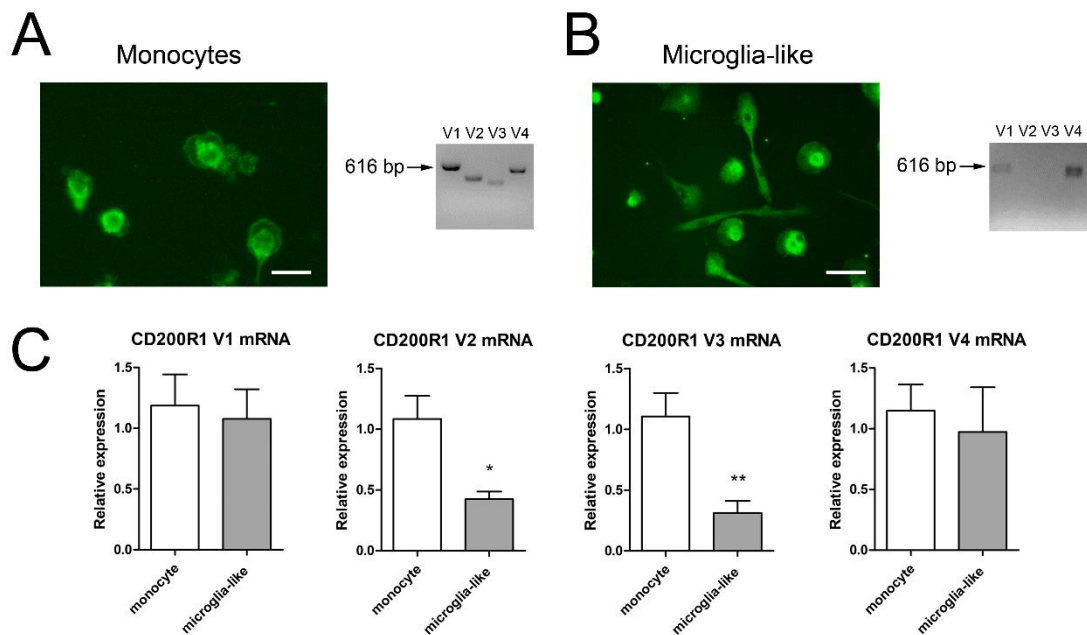 A
Monocytes
V1 V2 V3 V4
616 bp
B
Microglia-like
V1 V2 V3 V4
616 bp
C
CD200R1 V1 mRNA
Relative expression
1.5
1.0
0.5
0.0
monocyte
microglia-like
CD200R1 V2 mRNA
Relative expression
1.5
1.0
0.5
0.0
*
monocyte
microglia-like
CD200R1 V3 mRNA
Relative expression
1.5
1.0
0.5
0.0
**
monocyte
microglia-like
CD200R1 V4 mRNA
Relative expression
1.5
1.0
0.5
0.0
monocyte
microglia-like